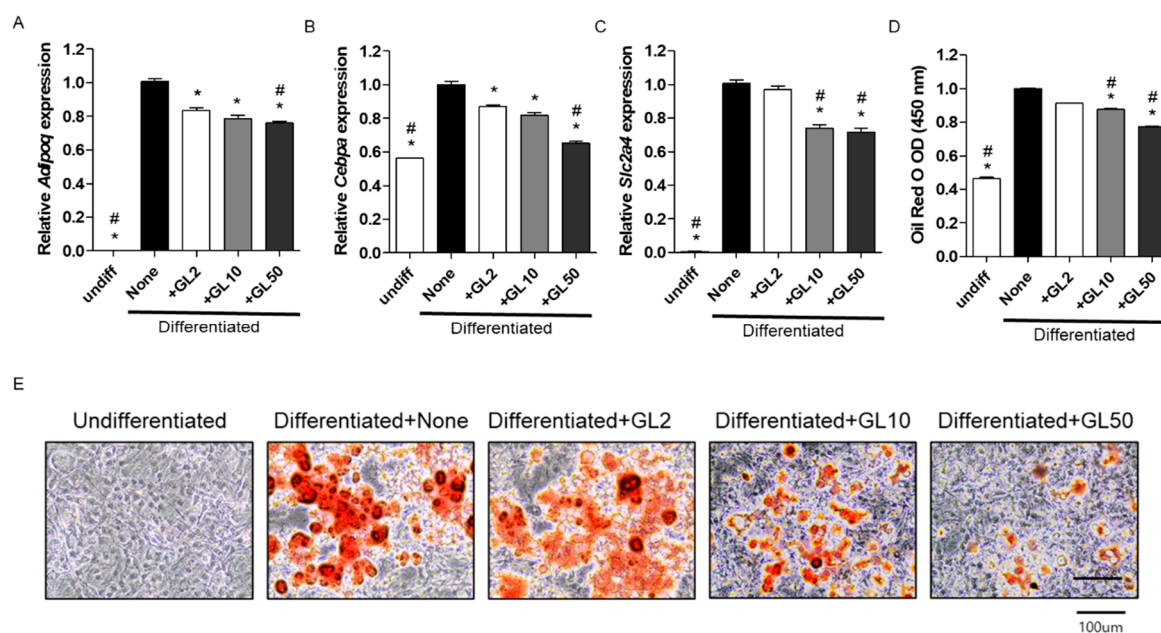 A
Relative Adipoq expression
1.2
1.0
0.8
0.6
0.4
0.2
0.0
#
*
*
*
#
*
undiff
None
+GL2
+GL10
+GL50
Differentiated
B
Relative Cebpa expression
1.2
1.0
0.8
0.6
0.4
0.2
0.0
#
*
*
*
#
*
undiff
None
+GL2
+GL10
+GL50
Differentiated
C
Relative Slc2a4 expression
1.2
1.0
0.8
0.6
0.4
0.2
0.0
#
*
#
*
#
*
undiff
None
+GL2
+GL10
+GL50
Differentiated
D
Oil Red O OD (450 nm)
1.2
1.0
0.8
0.6
0.4
0.2
0.0
#
*
#
*
#
*
undiff
None
+GL2
+GL10
+GL50
Differentiated
E
Undifferentiated
Differentiated+None
Differentiated+GL2
Differentiated+GL10
Differentiated+GL50
100um